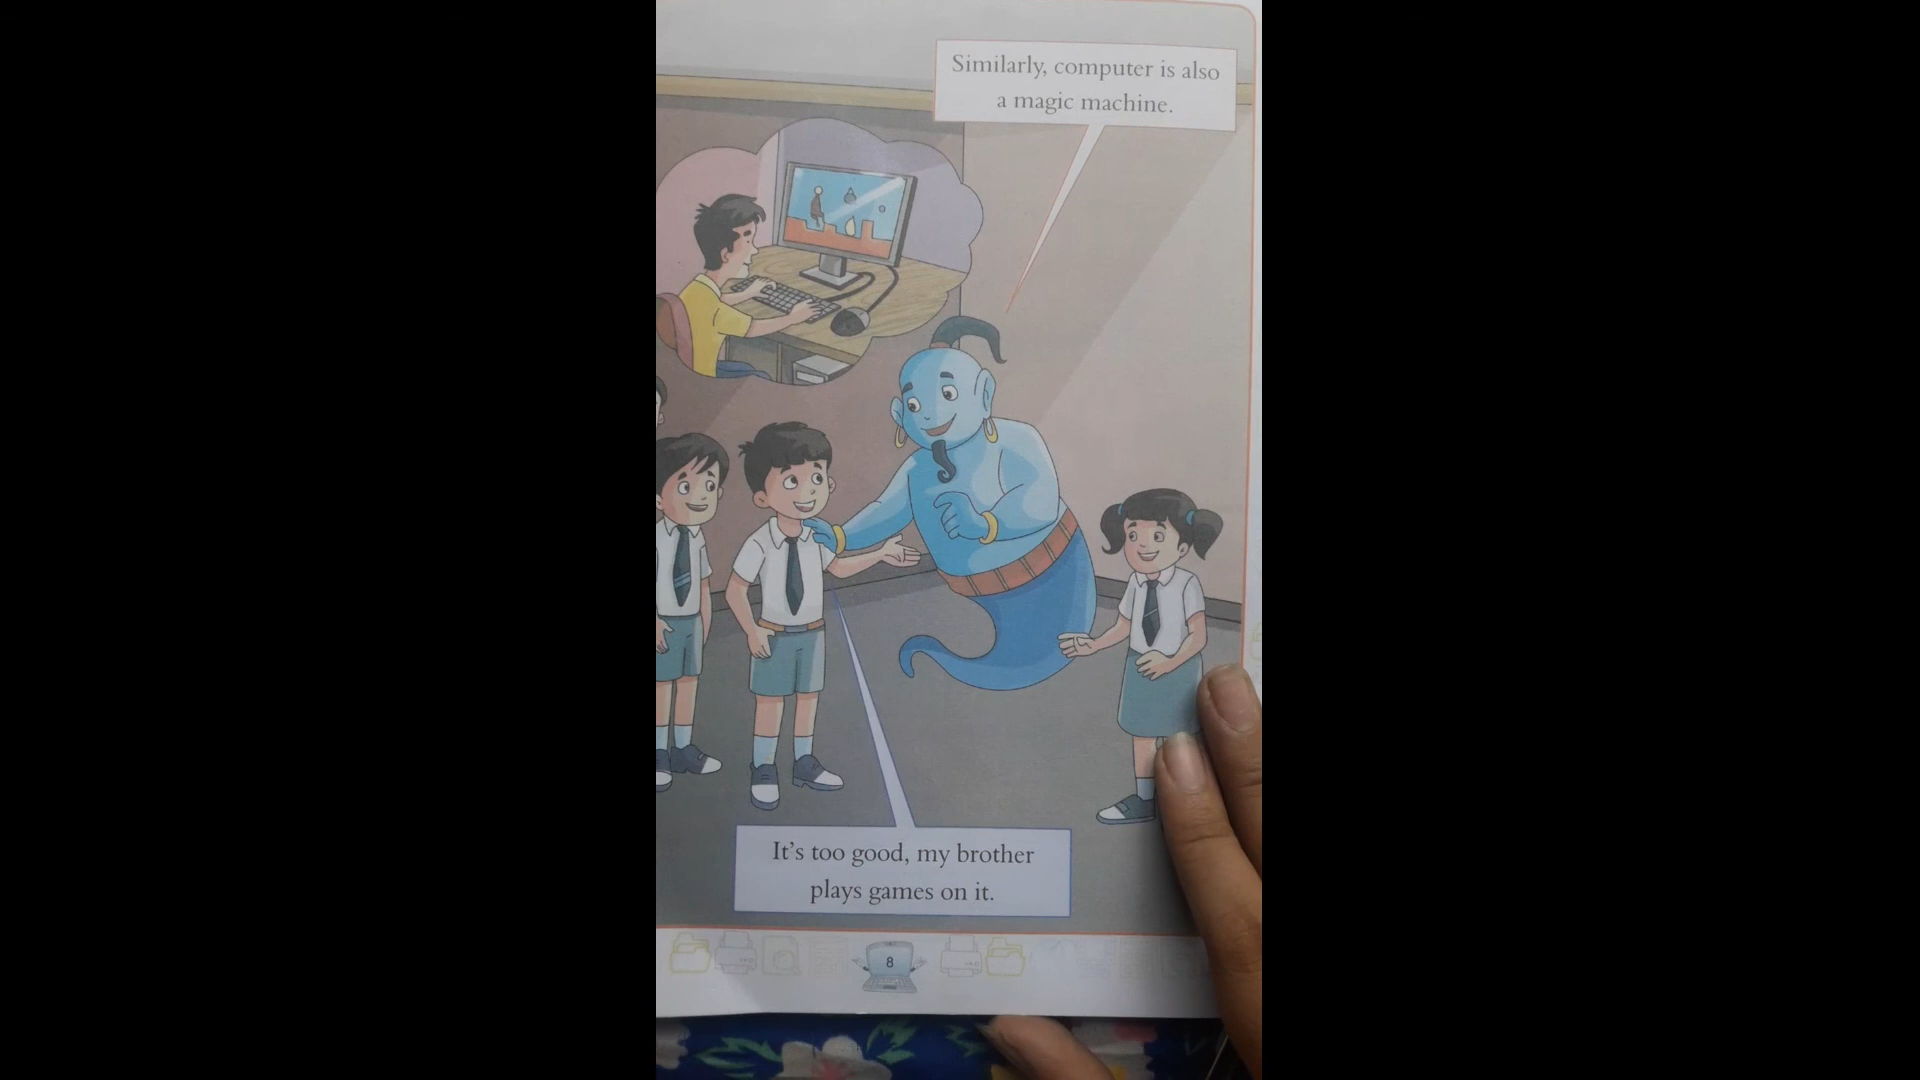 Similarly, computer is also
a magic machine.
It's too good, my brother
plays games on it.
8